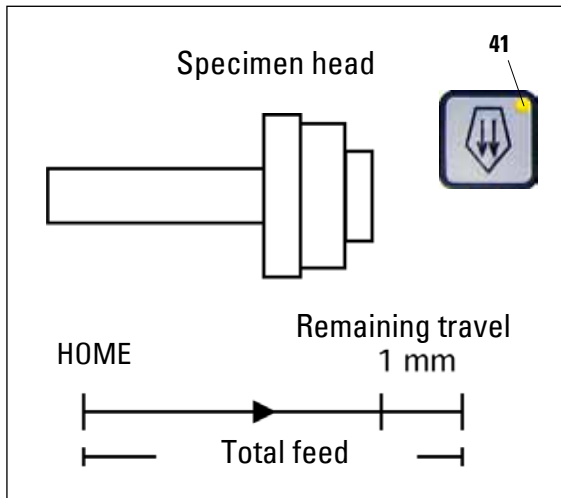 41
Specimen head
Remaining travel
HOME
1 mm
Total feed